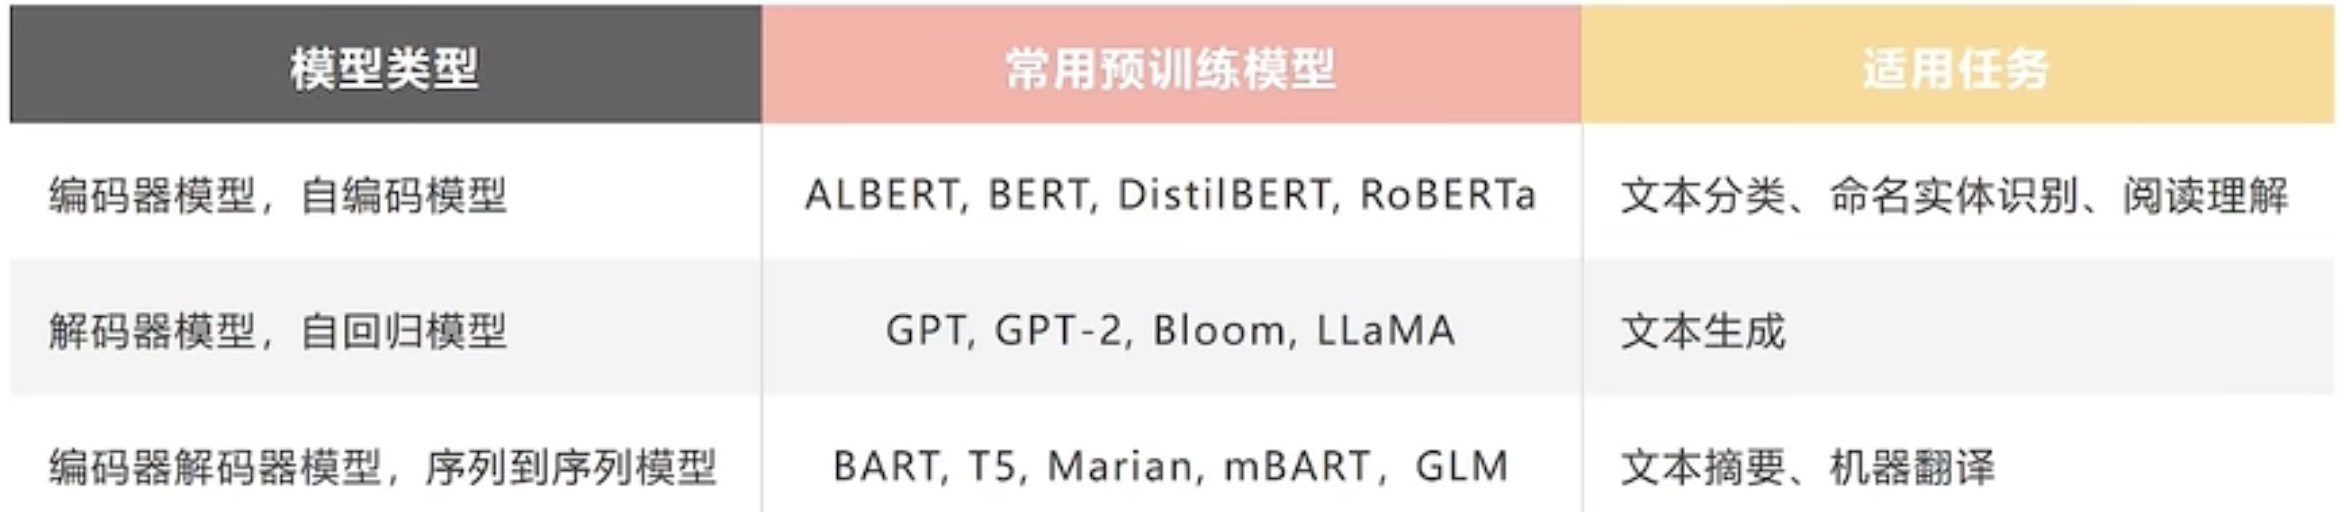 模型类型 常用预训练模型 适用任务
编码器模型，自编码模型 ALBERT, BERT, DistilBERT, RoBERTa 文本分类、命名实体识别、阅读理解
解码器模型，自回归模型 GPT, GPT-2, Bloom, LLaMA 文本生成
编码器解码器模型，序列到序列模型 BART, T5, Marian, mBART，GLM 文本摘要、机器翻译